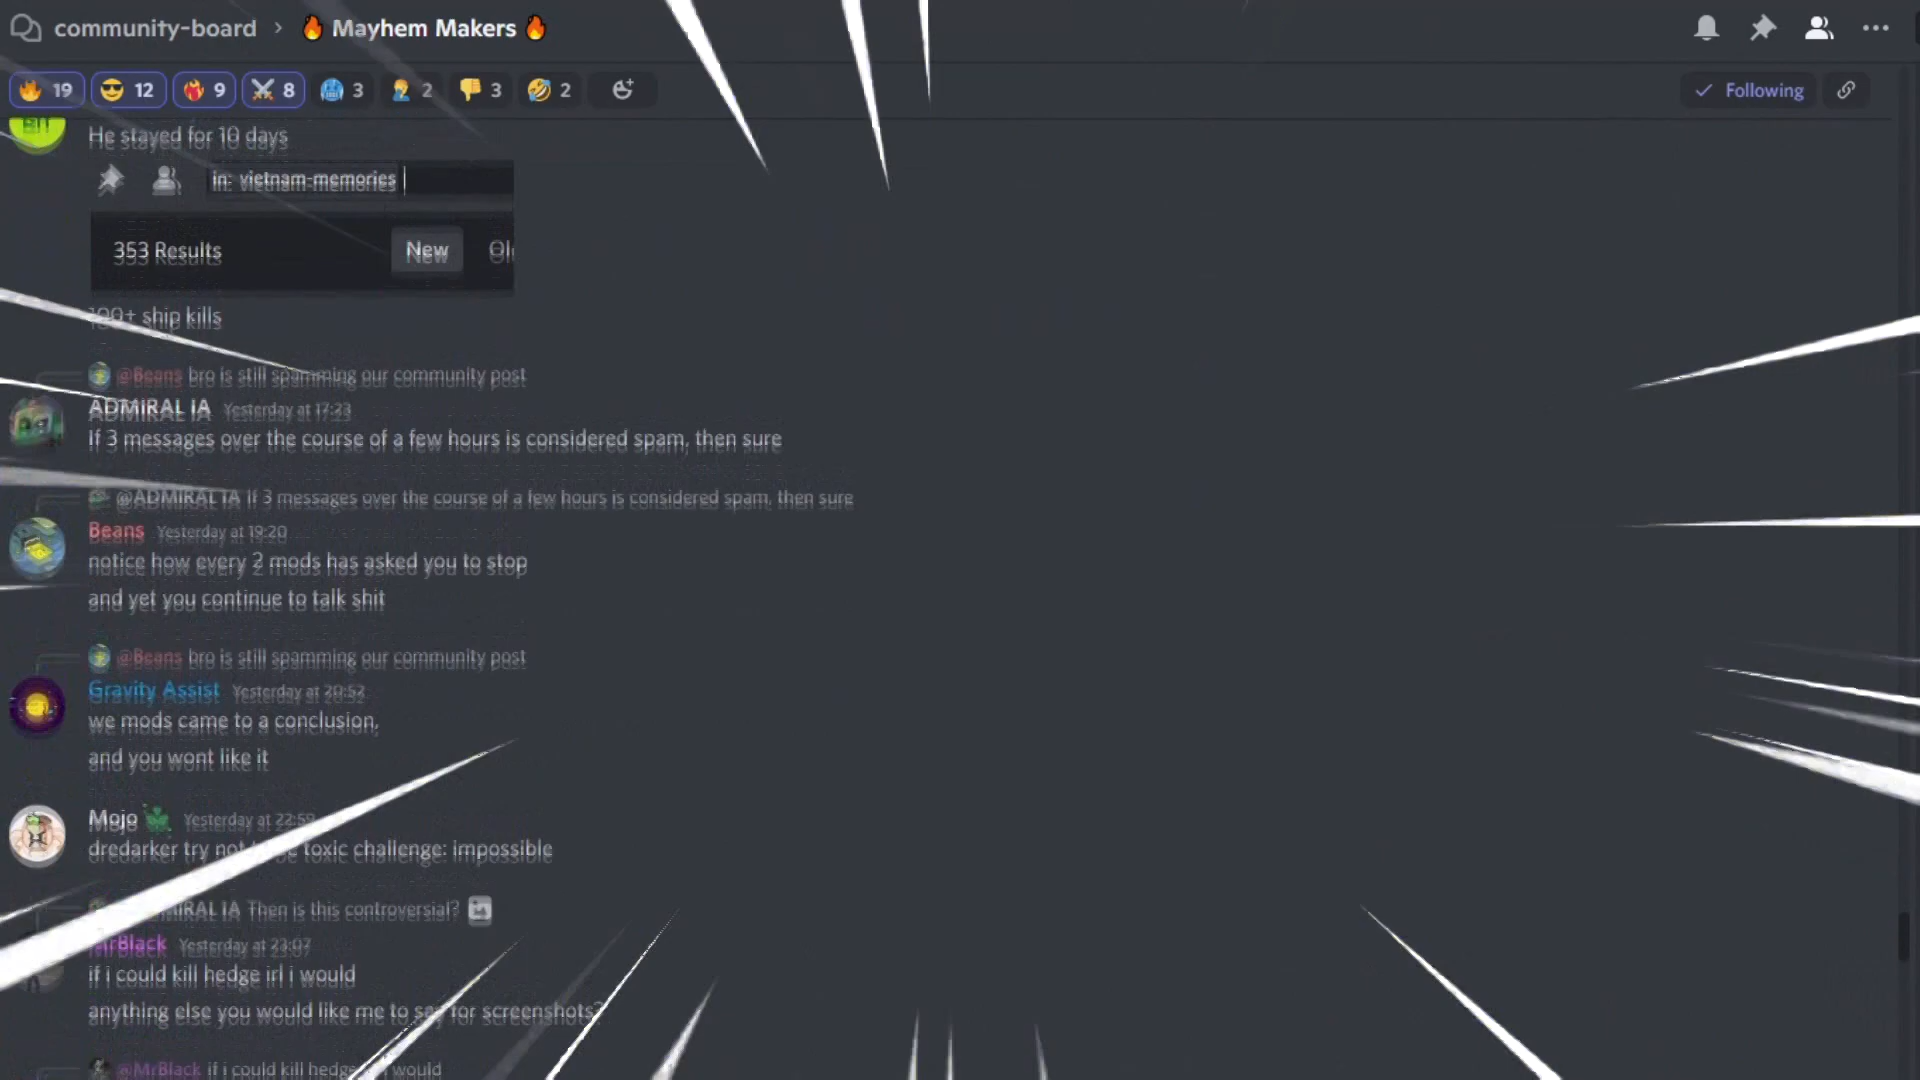 community-board › 🔥 Mayhem Makers 🔥
🔥 19 😎 12 ❤️‍🔥 9 ⚔️ 8 🥶 3 🤦 2 👎 3 🤣 2
Following
He stayed for 10 days
in: vietnam-memories
353 Results New Ol
100+ ship kills
@Beans bro is still spamming our community post
ADMIRAL IA Yesterday at 17:23
If 3 messages over the course of a few hours is considered spam, then sure
@ADMIRAL IA If 3 messages over the course of a few hours is considered spam, then sure
Beans Yesterday at 19:20
notice how every 2 mods has asked you to stop
and yet you continue to talk shit
@Beans bro is still spamming our community post
Gravity Assist Yesterday at 20:52
we mods came to a conclusion,
and you wont like it
Mojo Yesterday at 22:59
dredarker try not to be toxic challenge: impossible
IRAL IA Then is this controversial?
MrBlack Yesterday at 23:07
if i could kill hedge irl i would
anything else you would like me to say for screenshots?
@MrBlack if i could kill hedge would